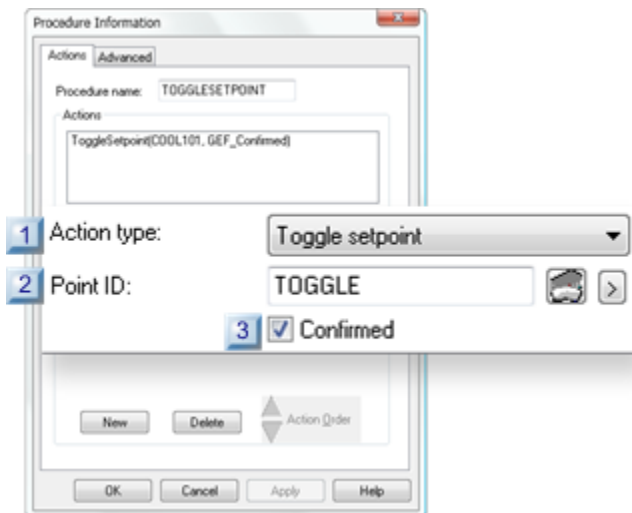 Procedure Information
Actions Advanced
Procedure name: TOGGLESETPOINT
Actions
ToggleSetpoint(COOL101, GEF_Confirmed)
1 Action type: Toggle setpoint
2 Point ID: TOGGLE >
3 Confirmed
New Delete Action Order
OK Cancel Apply Help